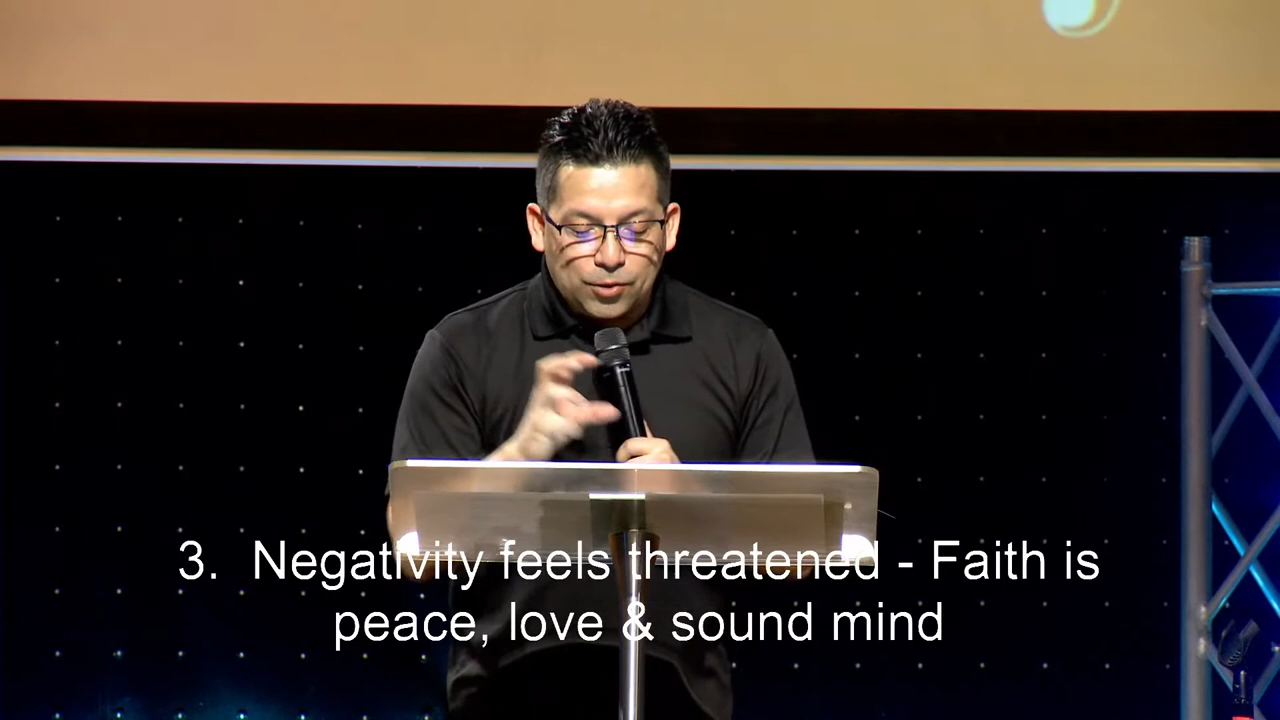 3.  Negativity feels threatened - Faith is
peace, love & sound mind